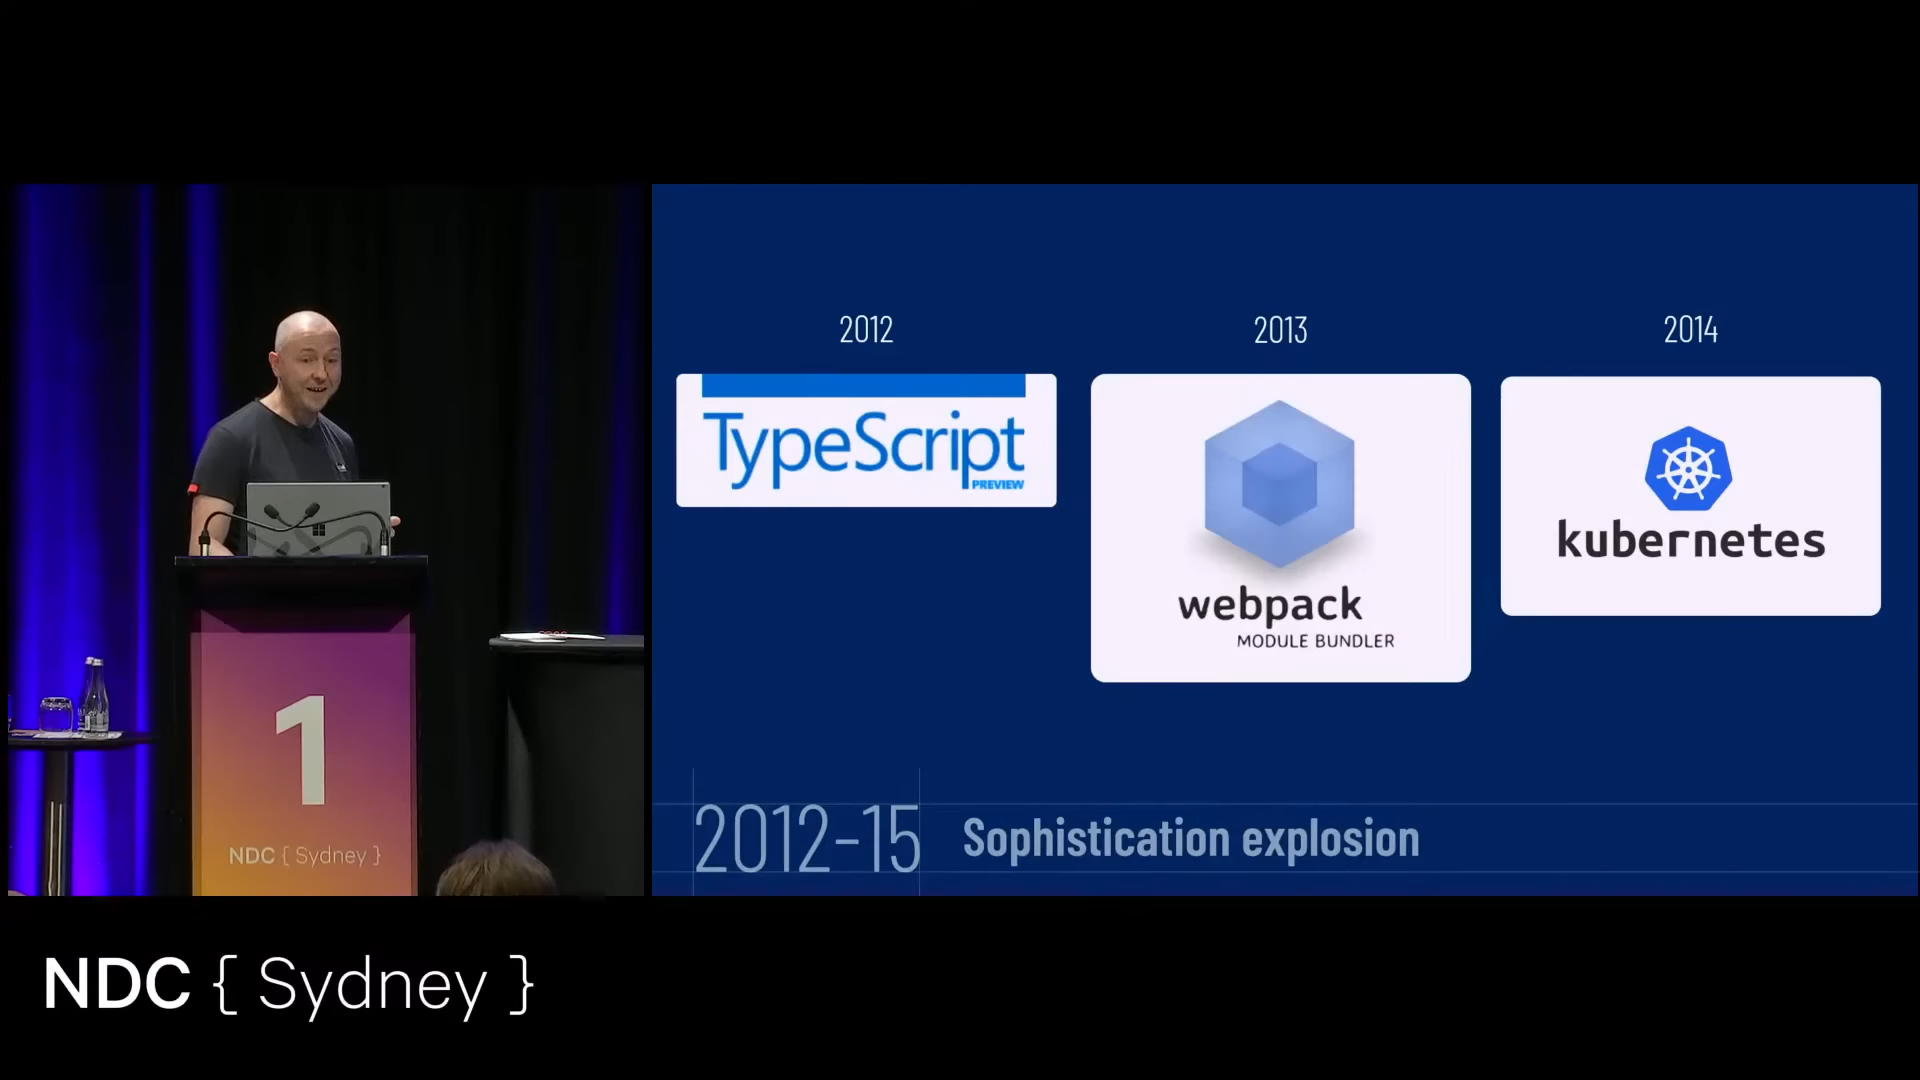 2012
2013
2014
TypeScript
PREVIEW
webpack
MODULE BUNDLER
kubernetes
2012-15
Sophistication explosion
1
NDC { Sydney }
NDC { Sydney }